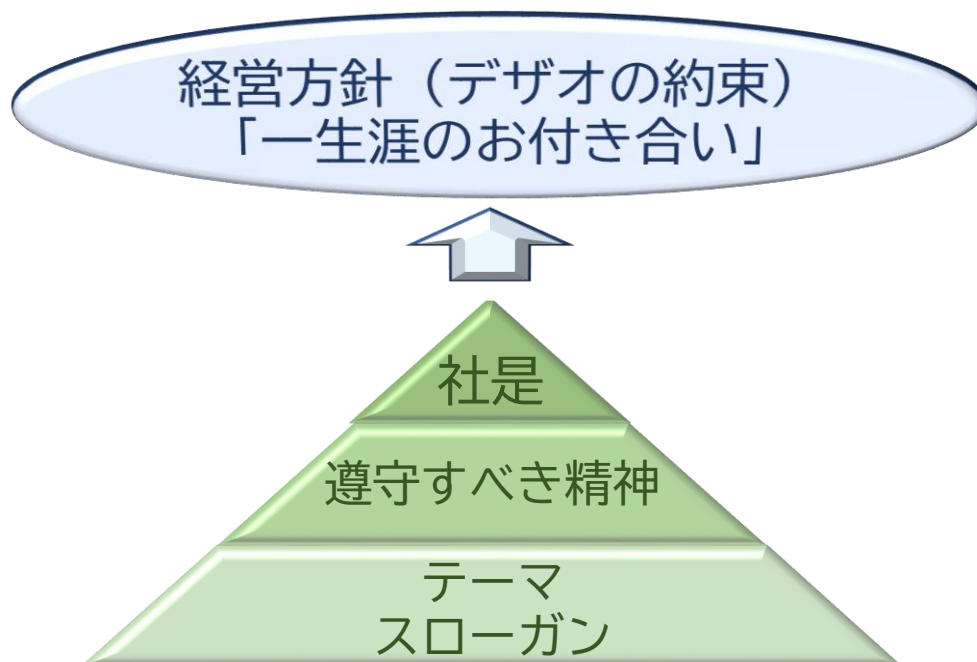 経営方針（デザオの約束）
「一生涯のお付き合い」
社是
遵守すべき精神
テーマ
スローガン